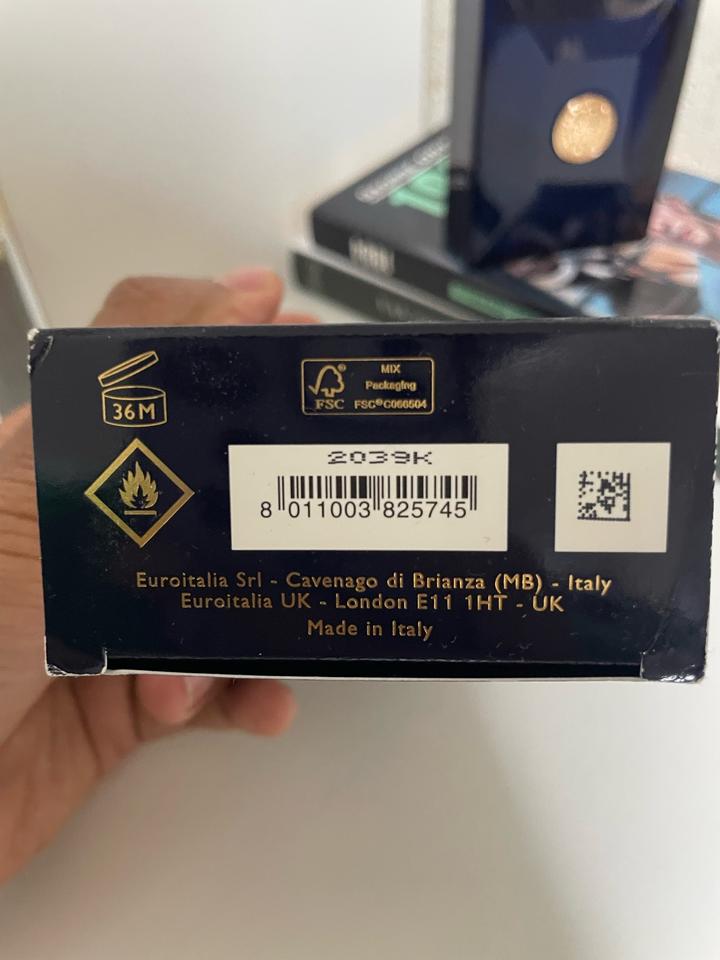 36M
MIX
Packaging
FSC® C066504
FSC
2039K
8 011003 825745
Euroitalia Srl - Cavenago di Brianza (MB) - Italy
Euroitalia UK - London E11 1HT - UK
Made in Italy